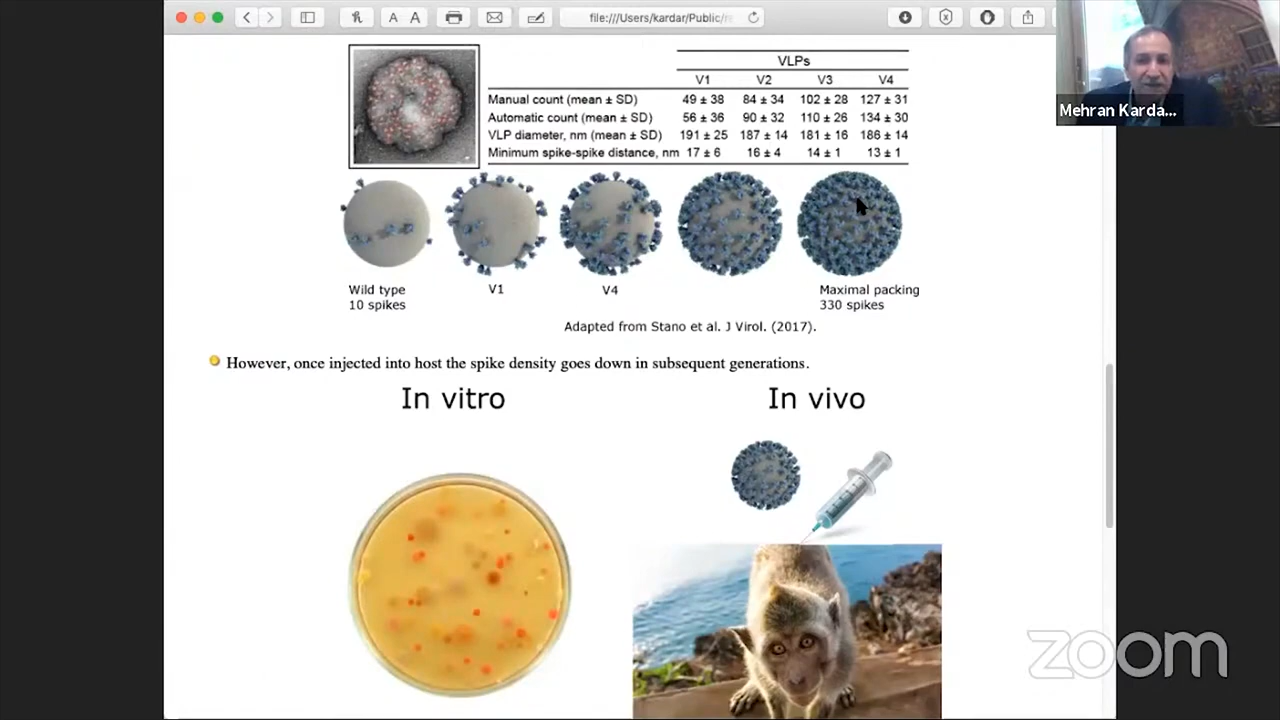 A A
file:///Users/kardar/Public/r
Mehran Karda...
VLPs
V1 V2 V3 V4
Manual count (mean ± SD) 49 ± 38 84 ± 34 102 ± 28 127 ± 31
Automatic count (mean ± SD) 56 ± 36 90 ± 32 110 ± 26 134 ± 30
VLP diameter, nm (mean ± SD) 191 ± 25 187 ± 14 181 ± 16 186 ± 14
Minimum spike-spike distance, nm 17 ± 6 16 ± 4 14 ± 1 13 ± 1
Wild type
10 spikes
V1
V4
Maximal packing
330 spikes
Adapted from Stano et al. J Virol. (2017).
However, once injected into host the spike density goes down in subsequent generations.
In vitro
In vivo
zoom